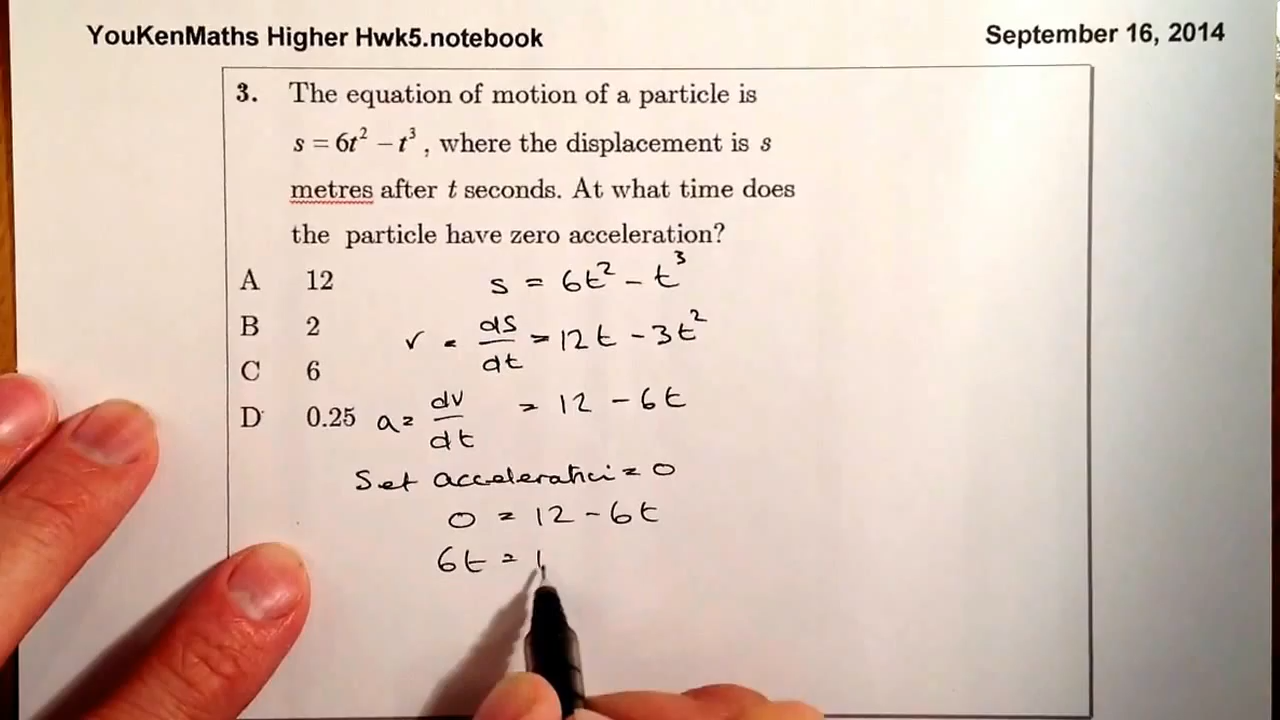 YouKenMaths Higher Hwk5.notebook
September 16, 2014
3. The equation of motion of a particle is
s = 6t² − t³, where the displacement is s
metres after t seconds. At what time does
the particle have zero acceleration?
A 12
B 2
C 6
D 0.25
s = 6t² − t³
v = ds/dt = 12t − 3t²
a = dv/dt = 12 − 6t
Set acceleration = 0
0 = 12 − 6t
6t = 1